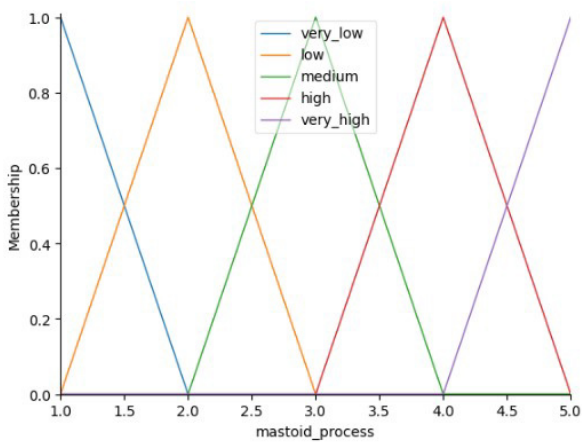 1.0
0.8
0.6
0.4
0.2
0.0
Membership
very_low
low
medium
high
very_high
1.0 1.5 2.0 2.5 3.0 3.5 4.0 4.5 5.0
mastoid_process